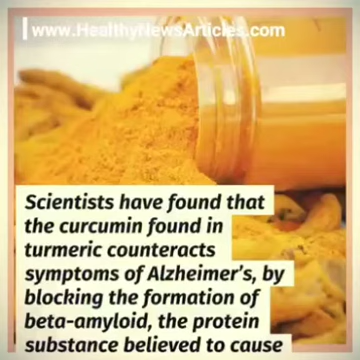 www.HealthyNewsArticles.com
Scientists have found that
the curcumin found in
turmeric counteracts
symptoms of Alzheimer's, by
blocking the formation of
beta-amyloid, the protein
substance believed to cause